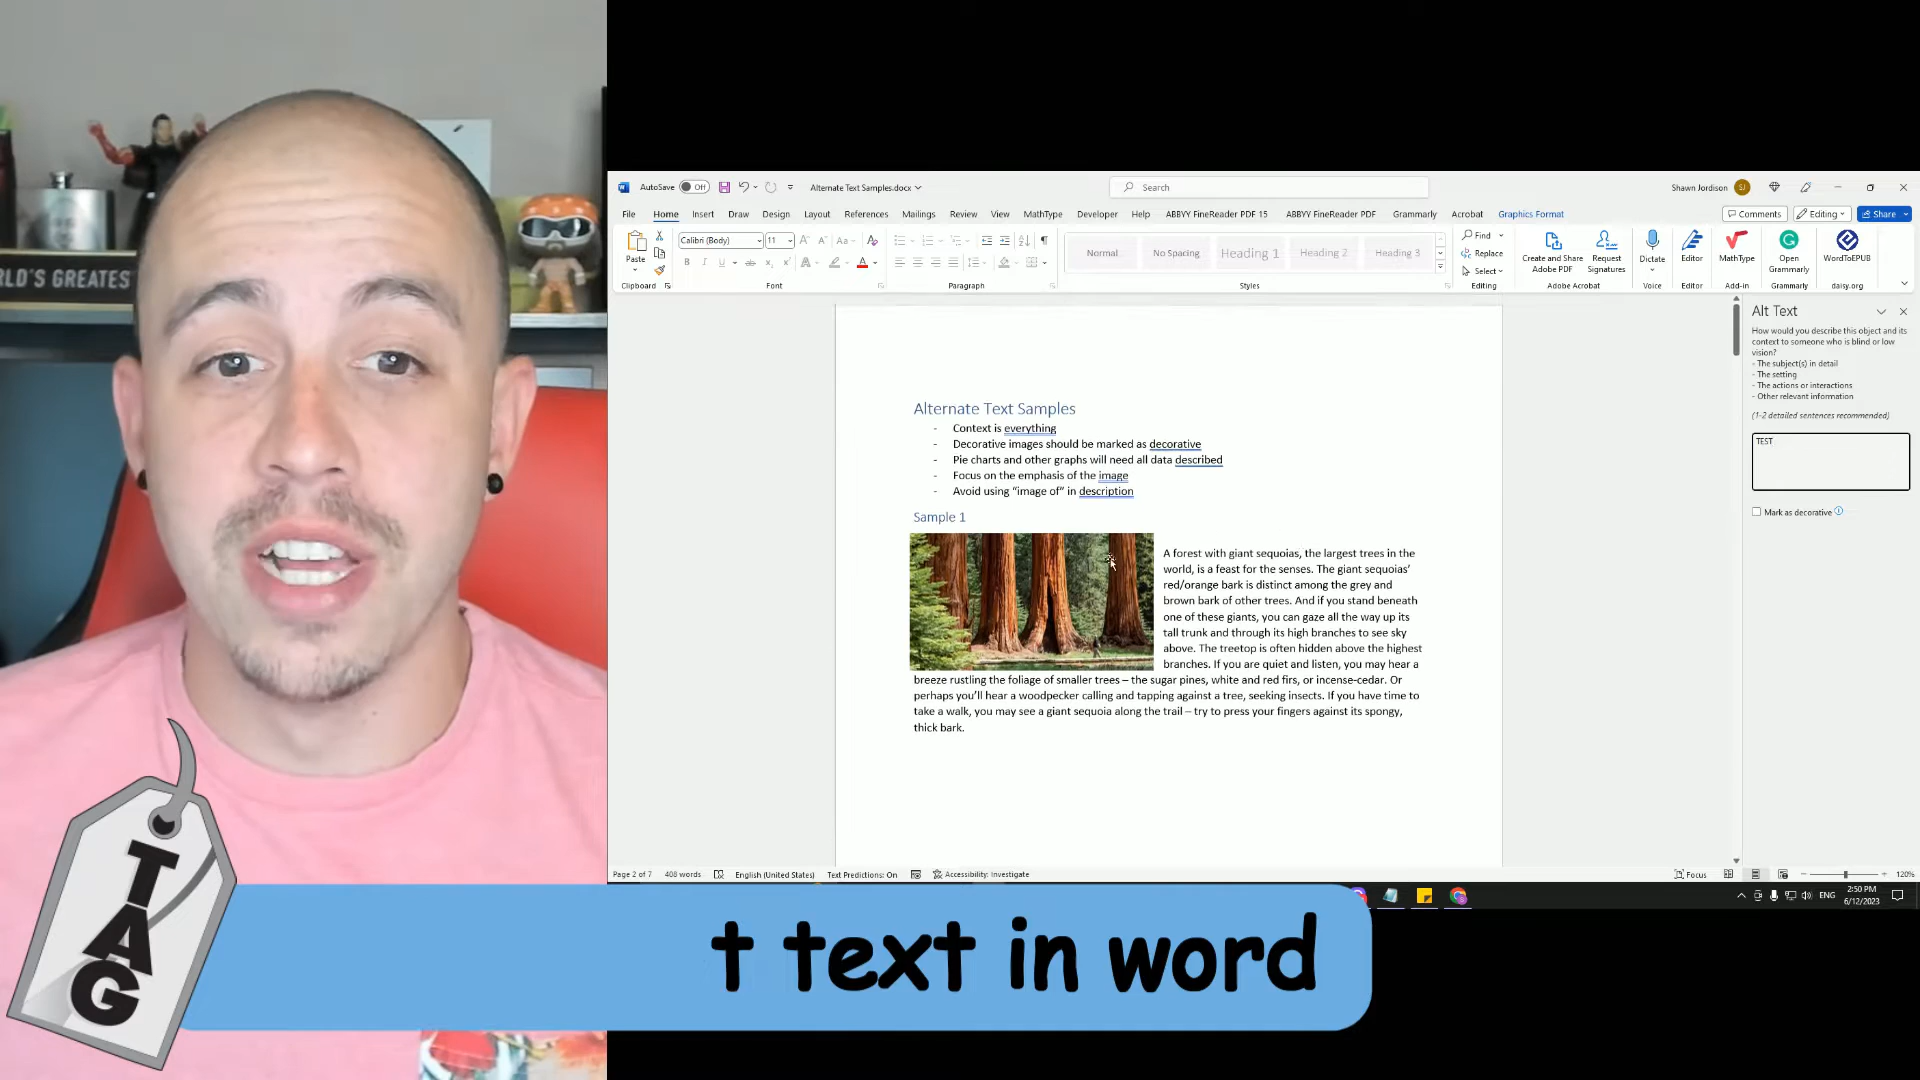 RLD'S GREATES
AutoSave Off
Alternate Text Samples.docx
Search
Shawn Jordison SJ
File Home Insert Draw Design Layout References Mailings Review View MathType Developer Help ABBYY FineReader PDF 15 ABBYY FineReader PDF Grammarly Acrobat Graphics Format
Comments Editing Share
Paste
Calibri (Body) 11
Normal No Spacing Heading 1 Heading 2 Heading 3
Find
Replace
Select
Create and Share Adobe PDF
Request Signatures
Dictate
Editor
MathType
Open Grammarly
WordToEPUB
Clipboard Font Paragraph Styles Editing Adobe Acrobat Voice Editor Add-in Grammarly daisy.org
Alternate Text Samples
- Context is everything
- Decorative images should be marked as decorative
- Pie charts and other graphs will need all data described
- Focus on the emphasis of the image
- Avoid using “image of” in description
Sample 1
A forest with giant sequoias, the largest trees in the
world, is a feast for the senses. The giant sequoias’
red/orange bark is distinct among the grey and
brown bark of other trees. And if you stand beneath
one of these giants, you can gaze all the way up its
tall trunk and through its high branches to see sky
above. The treetop is often hidden above the highest
branches. If you are quiet and listen, you may hear a
breeze rustling the foliage of smaller trees – the sugar pines, white and red firs, or incense-cedar. Or
perhaps you’ll hear a woodpecker calling and tapping against a tree, seeking insects. If you have time to
take a walk, you may see a giant sequoia along the trail – try to press your fingers against its spongy,
thick bark.
Alt Text
How would you describe this object and its
context to someone who is blind or low
vision?
- The subject(s) in detail
- The setting
- The actions or interactions
- Other relevant information
(1-2 detailed sentences recommended)
TEST
Mark as decorative
Page 2 of 7 408 words English (United States) Text Predictions: On Accessibility: Investigate
Focus 120%
ENG
2:50 PM
6/12/2023
TAG
t text in word